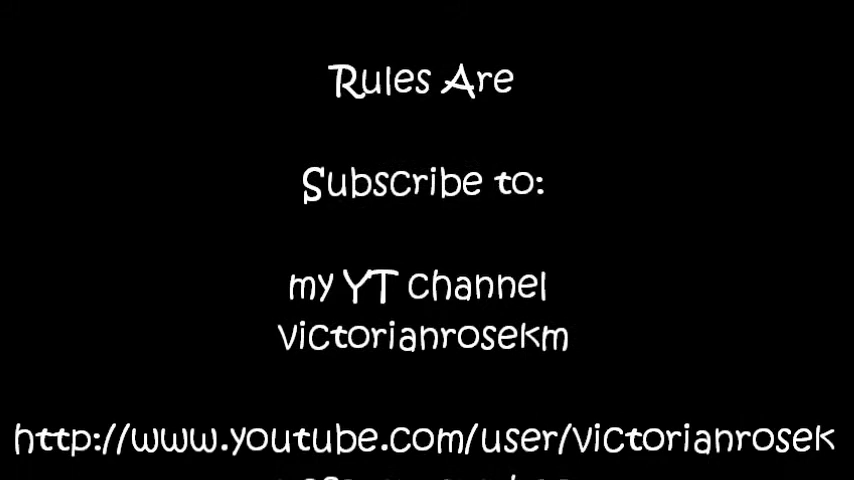 Rules Are
Subscribe to:
my YT channel
victorianrosekm
http://www.youtube.com/user/victorianrosek